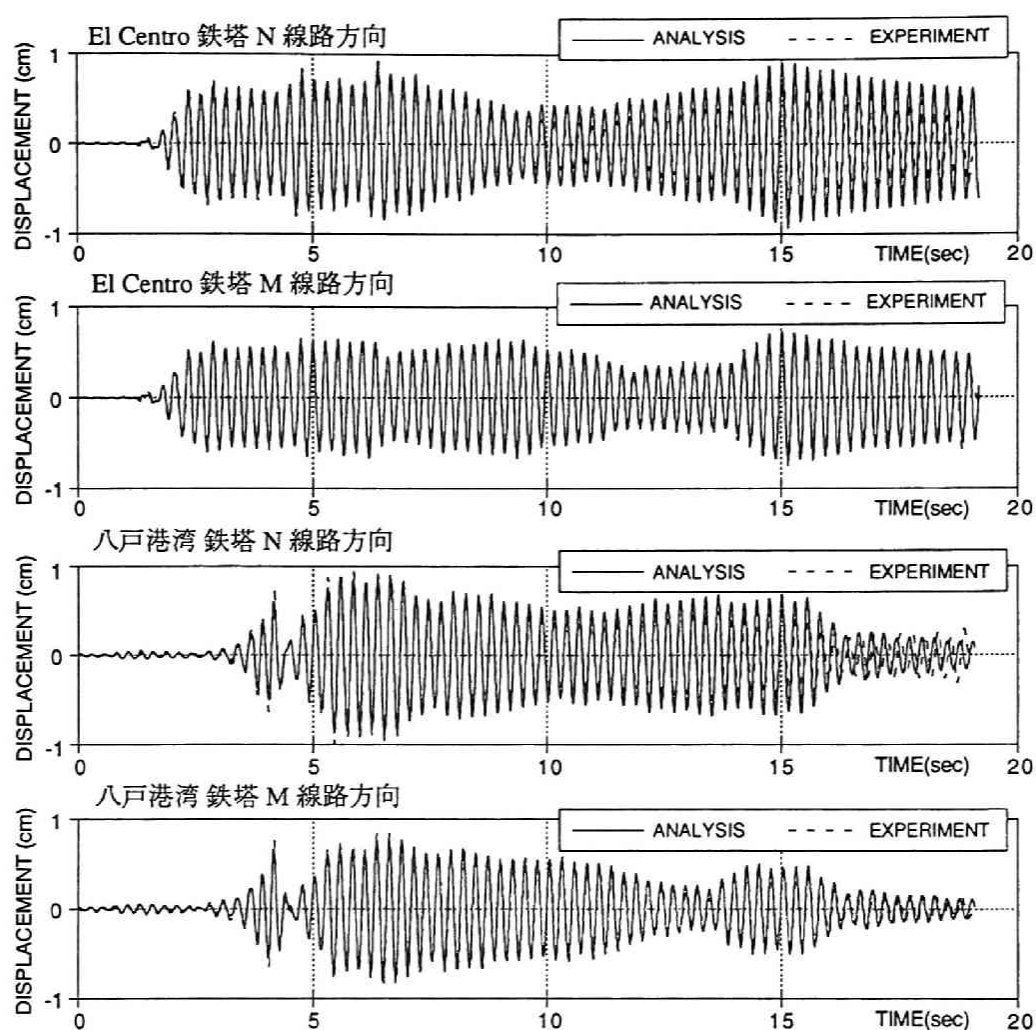 El Centro 鉄塔 N 線路方向
ANALYSIS EXPERIMENT
DISPLACEMENT (cm)
1
0
-1
0 5 10 15 TIME(sec) 20
El Centro 鉄塔 M 線路方向
ANALYSIS EXPERIMENT
DISPLACEMENT (cm)
1
0
-1
0 5 10 15 TIME(sec) 20
八戸港湾 鉄塔 N 線路方向
ANALYSIS EXPERIMENT
DISPLACEMENT (cm)
1
0
-1
0 5 10 15 TIME(sec) 20
八戸港湾 鉄塔 M 線路方向
ANALYSIS EXPERIMENT
DISPLACEMENT (cm)
1
0
-1
0 5 10 15 TIME(sec) 20